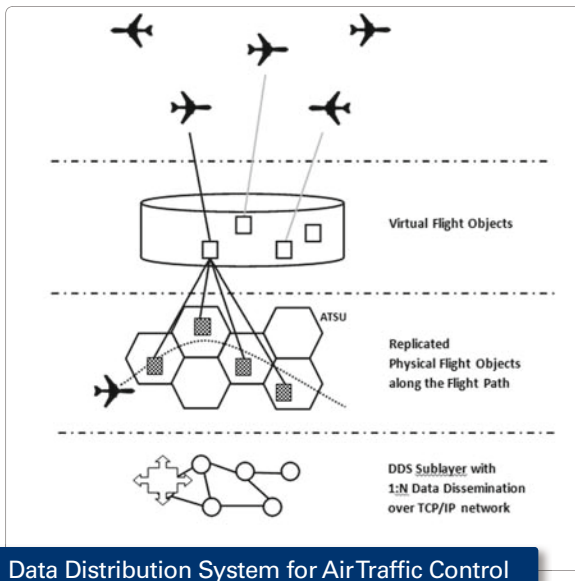 Virtual Flight Objects
ATSU
Replicated
Physical Flight Objects
along the Flight Path
DDS Sublayer with
1:N Data Dissemination
over TCP/IP network
Data Distribution System for Air Traffic Control